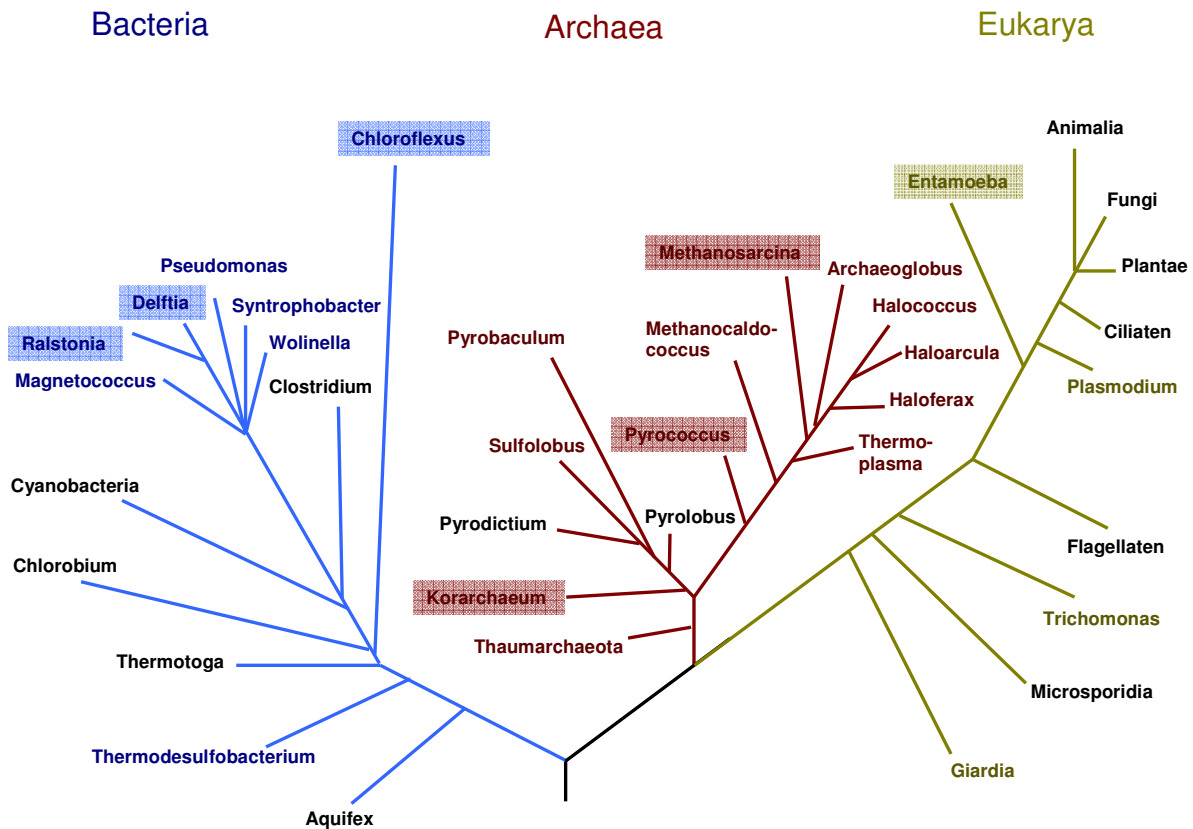 Bacteria
Archaea
Eukarya
Chloroflexus
Animalia
Entamoeba
Fungi
Pseudomonas
Methanosarcina
Archaeoglobus
Plantae
Delftia
Syntrophobacter
Halococcus
Ralstonia
Wolinella
Pyrobaculum
Methanocaldo-
coccus
Haloarcula
Ciliaten
Magnetococcus
Clostridium
Haloferax
Plasmodium
Sulfolobus
Pyrococcus
Thermo-
plasma
Cyanobacteria
Pyrodictium
Pyrolobus
Flagellaten
Chlorobium
Korarchaeum
Trichomonas
Thermotoga
Thaumarchaeota
Microsporidia
Thermodesulfobacterium
Giardia
Aquifex